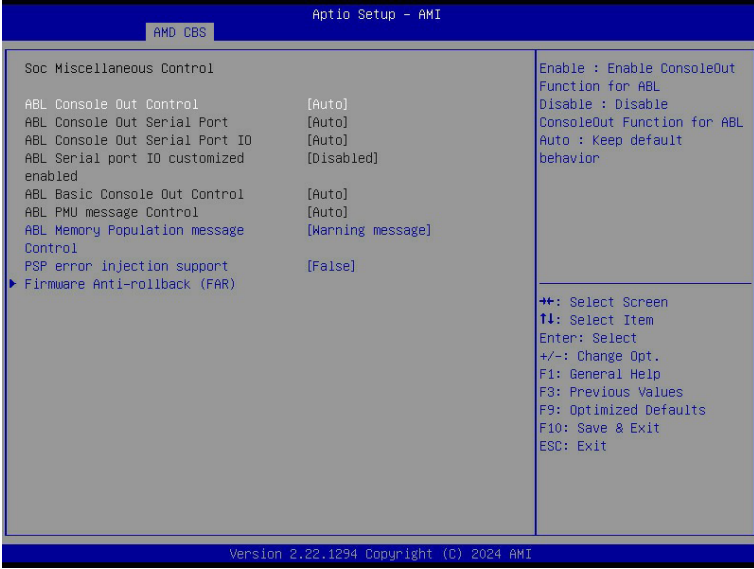 Aptio Setup – AMI
AMD CBS
Soc Miscellaneous Control
ABL Console Out Control [Auto]
ABL Console Out Serial Port [Auto]
ABL Console Out Serial Port IO [Auto]
ABL Serial port IO customized [Disabled]
enabled
ABL Basic Console Out Control [Auto]
ABL PMU message Control [Auto]
ABL Memory Population message [Warning message]
Control
PSP error injection support [False]
Firmware Anti-rollback (FAR)
Enable : Enable ConsoleOut
Function for ABL
Disable : Disable
ConsoleOut Function for ABL
Auto : Keep default
behavior
→←: Select Screen
↑↓: Select Item
Enter: Select
+/-: Change Opt.
F1: General Help
F3: Previous Values
F9: Optimized Defaults
F10: Save & Exit
ESC: Exit
Version 2.22.1294 Copyright (C) 2024 AMI